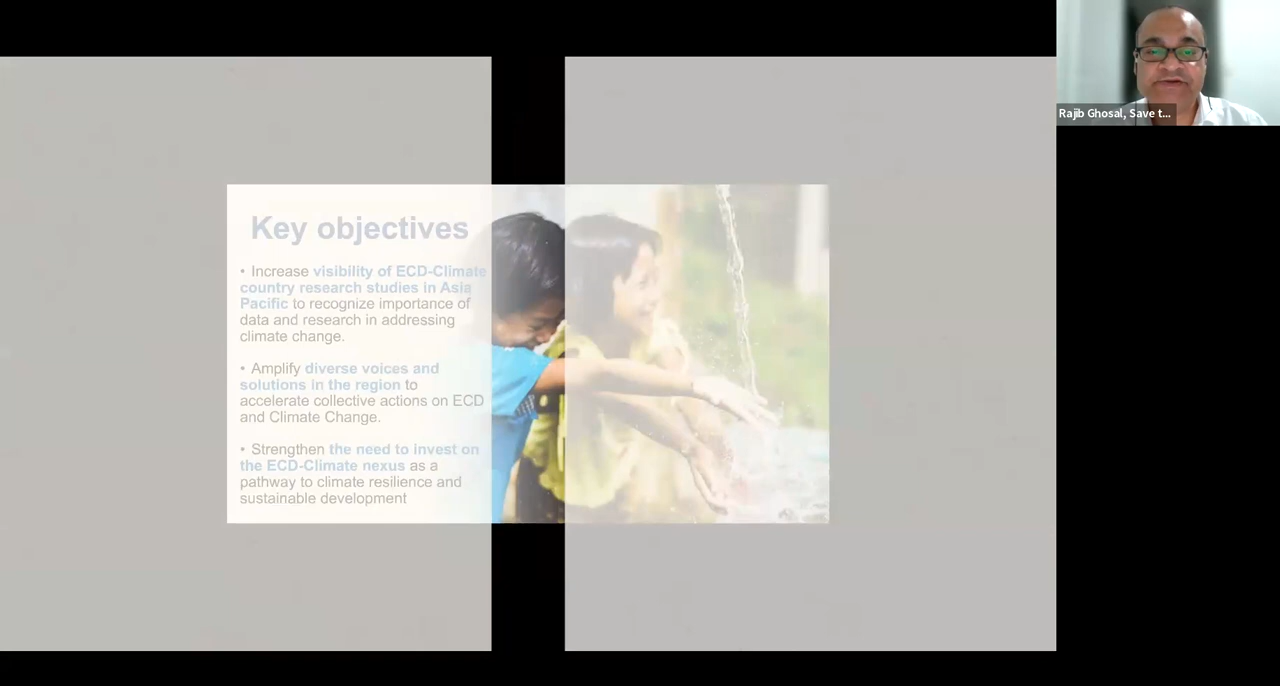 Rajib Ghosal, Save t...
Key objectives
• Increase visibility of ECD-Climate
country research studies in Asia
Pacific to recognize importance of
data and research in addressing
climate change.
• Amplify diverse voices and
solutions in the region to
accelerate collective actions on ECD
and Climate Change.
• Strengthen the need to invest on
the ECD-Climate nexus as a
pathway to climate resilience and
sustainable development